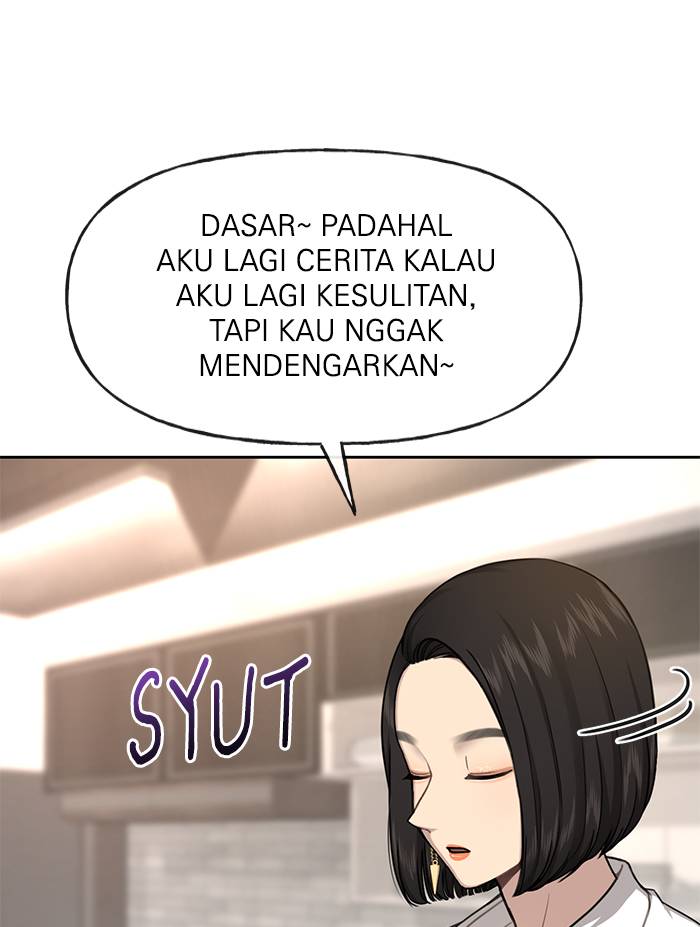 DASAR~ PADAHAL
AKU LAGI CERITA KALAU
AKU LAGI KESULITAN,
TAPI KAU NGGAK
MENDENGARKAN~
SYUT